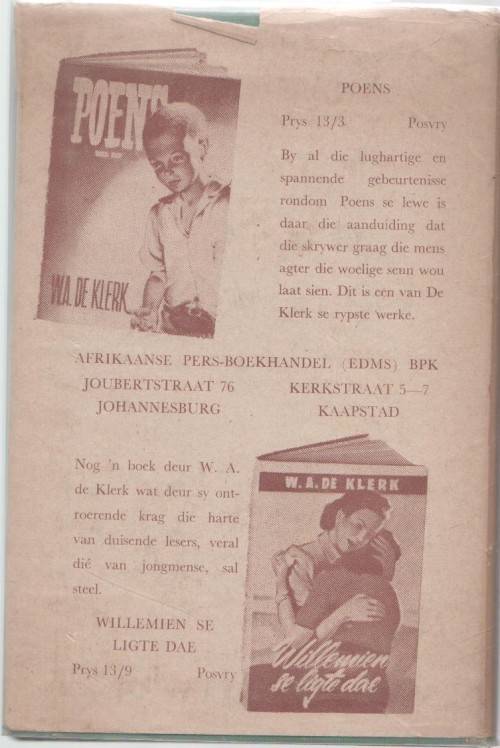 POENS
W.A. DE KLERK
POENS
Prys 13/3 Posvry
By al die lughartige en
spannende gebeurtenisse
rondom Poens se lewe is
daar die aanduiding dat
die skrywer graag die mens
agter die woelige seun wou
laat sien. Dit is een van De
Klerk se rypste werke.
AFRIKAANSE PERS-BOEKHANDEL (EDMS) BPK
JOUBERTSTRAAT 76 KERKSTRAAT 5—7
JOHANNESBURG KAAPSTAD
Nog 'n boek deur W. A.
de Klerk wat deur sy ont-
roerende krag die harte
van duisende lesers, veral
dié van jongmense, sal
steel.
WILLEMIEN SE
LIGTE DAE
Prys 13/9 Posvry
W. A. DE KLERK
Willemien
se ligte dae